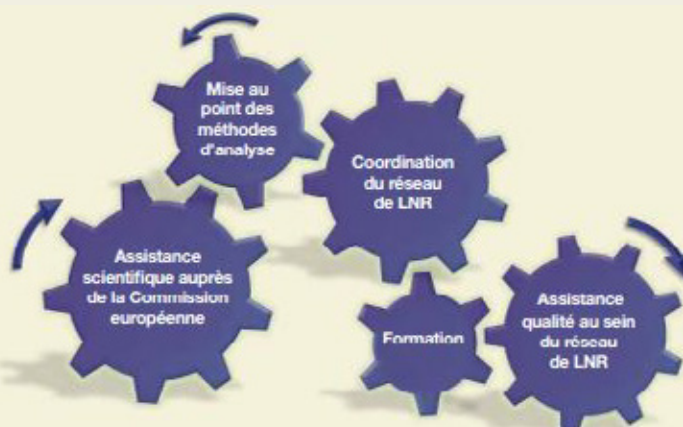 Mise au
point des
méthodes
d'analyse
Coordination
du réseau
de LNR
Assistance
scientifique auprès
de la Commission
européenne
Formation
Assistance
qualité au sein
du réseau
de LNR